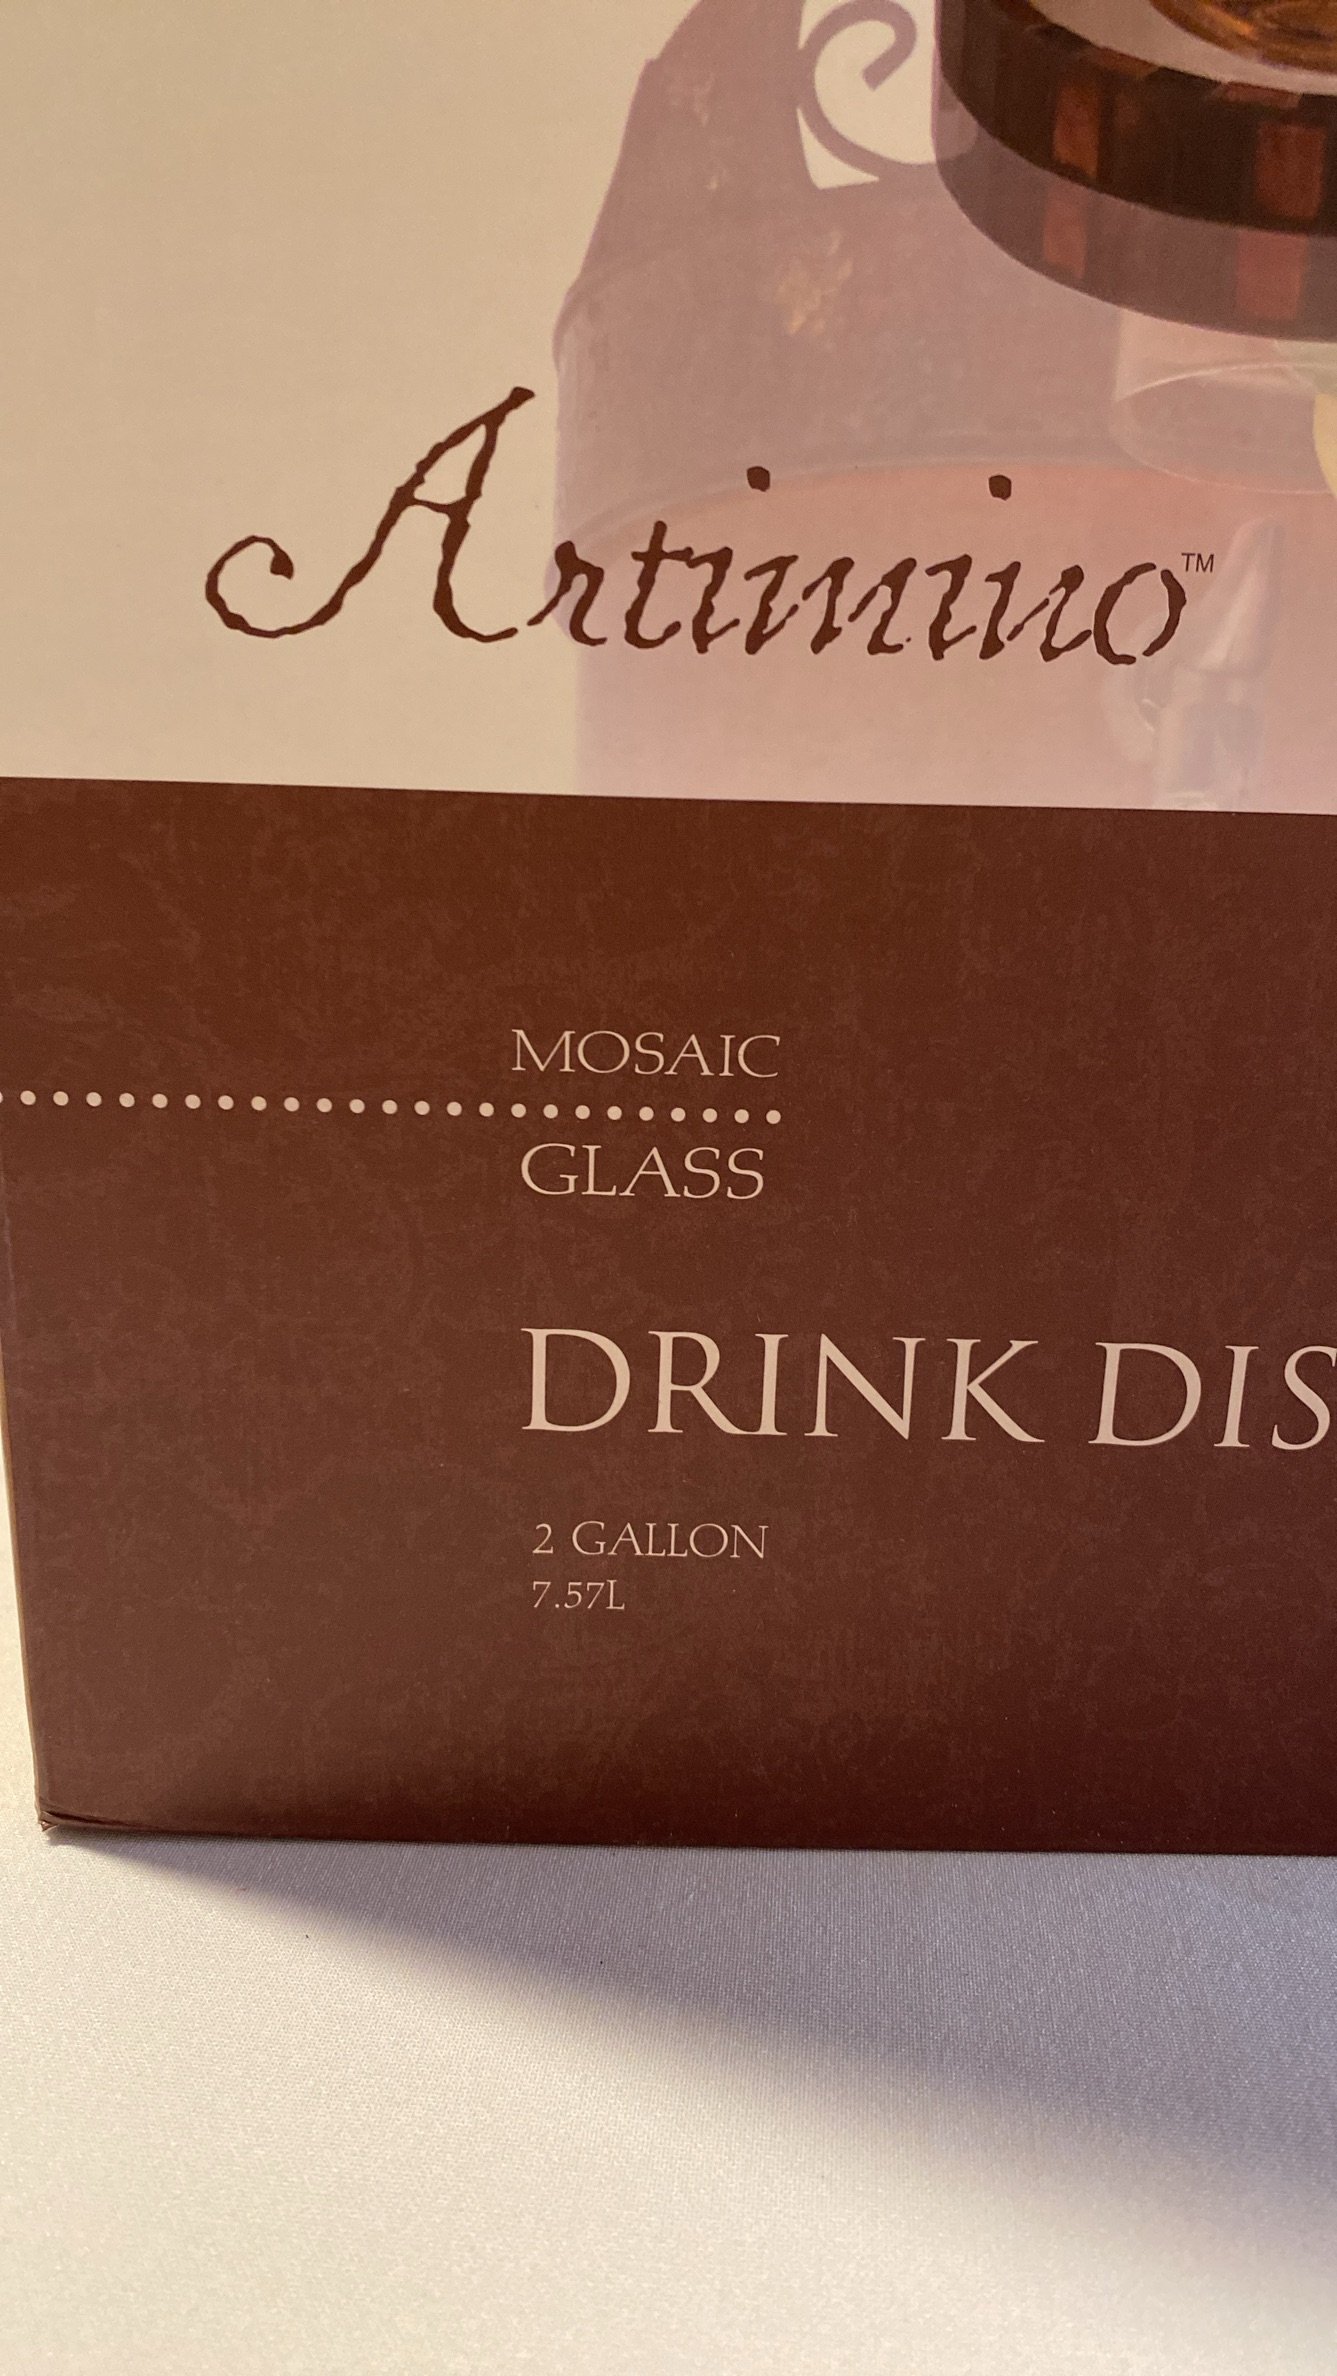 Artimino™
MOSAIC
GLASS
DRINK DIS
2 GALLON
7.57L